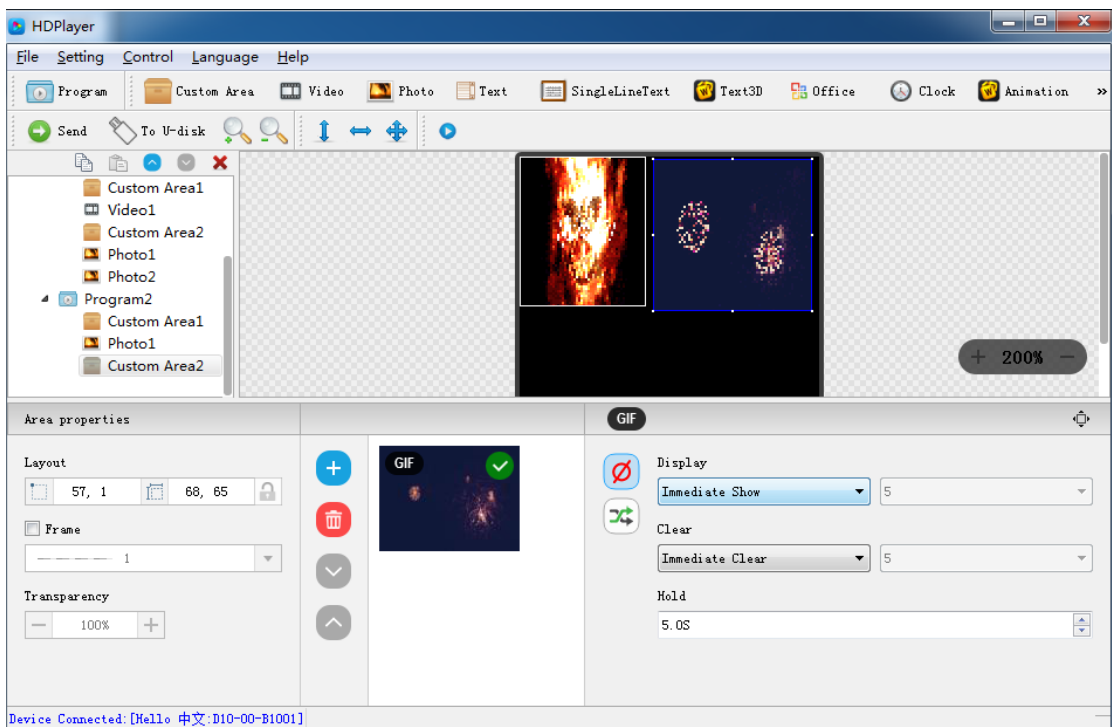 HDPlayer
File Setting Control Language Help
Program Custom Area Video Photo Text SingleLineText Text3D Office Clock Animation »
Send To U-disk
Custom Area1
Video1
Custom Area2
Photo1
Photo2
Program2
Custom Area1
Photo1
Custom Area2
+ 200% −
Area properties GIF
Layout
57, 1 68, 65
Frame
1
Transparency
100%
GIF
Display
Immediate Show 5
Clear
Immediate Clear 5
Hold
5.0S
Device Connected:[Hello 中文:D10-00-B1001]